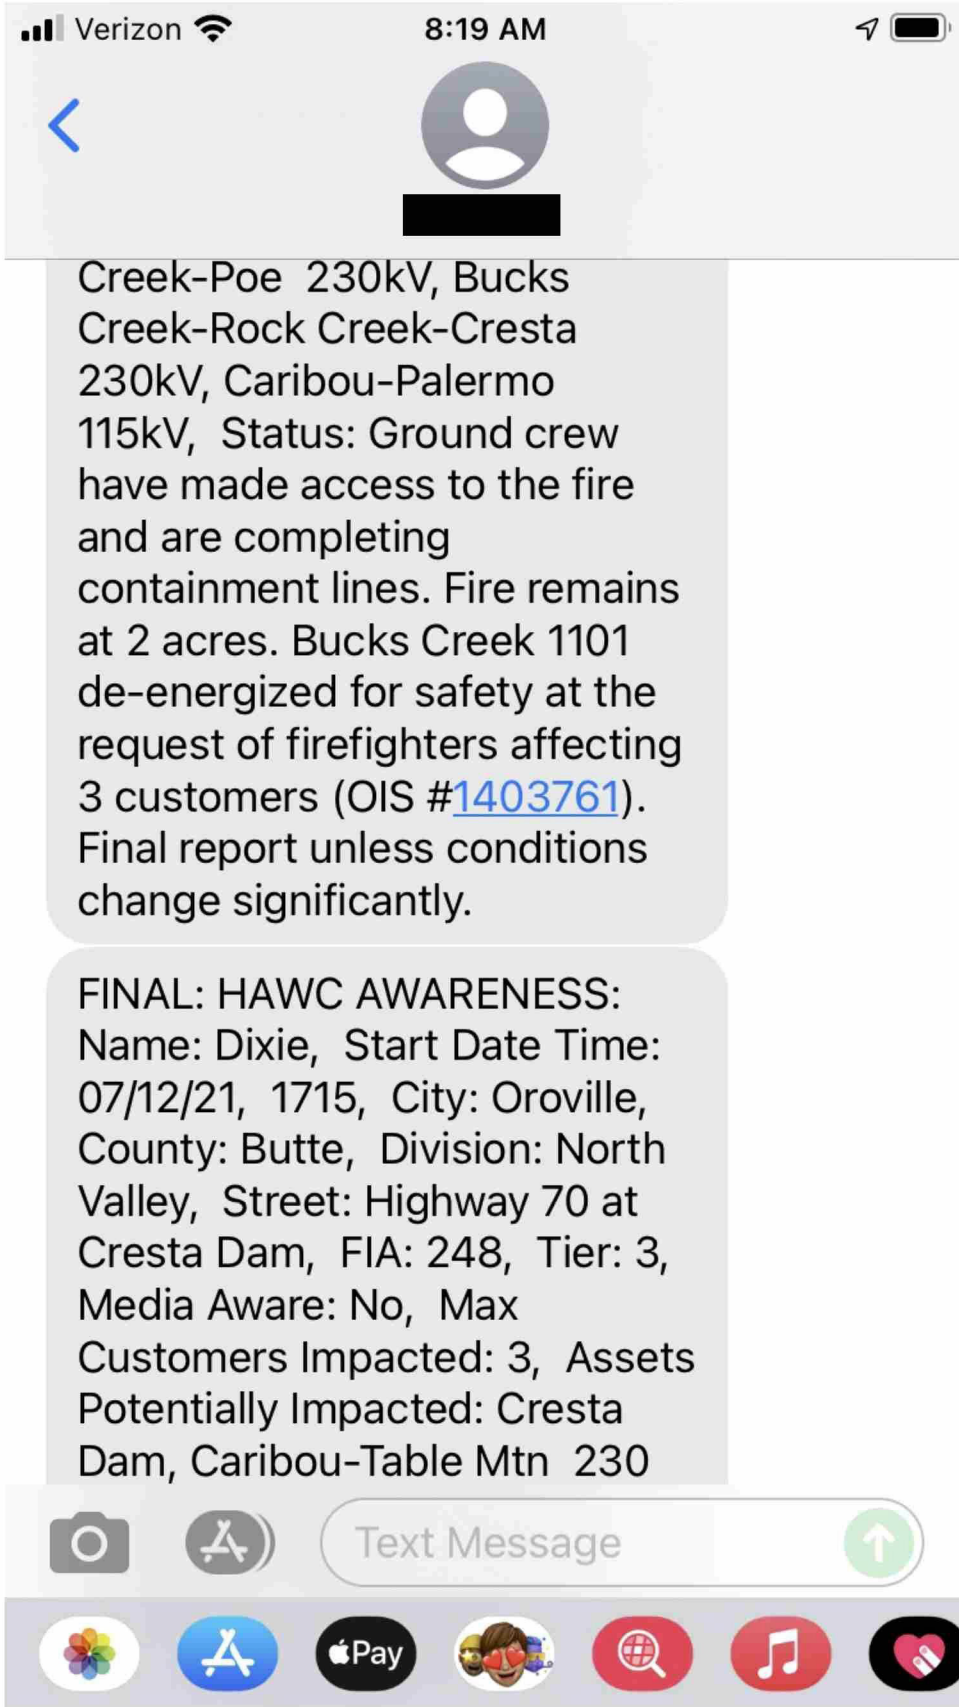 Verizon
8:19 AM
Creek-Poe  230kV, Bucks
Creek-Rock Creek-Cresta
230kV, Caribou-Palermo
115kV,  Status: Ground crew
have made access to the fire
and are completing
containment lines. Fire remains
at 2 acres. Bucks Creek 1101
de-energized for safety at the
request of firefighters affecting
3 customers (OIS #1403761).
Final report unless conditions
change significantly.
FINAL: HAWC AWARENESS:
Name: Dixie,  Start Date Time:
07/12/21,  1715,  City: Oroville,
County: Butte,  Division: North
Valley,  Street: Highway 70 at
Cresta Dam,  FIA: 248,  Tier: 3,
Media Aware: No,  Max
Customers Impacted: 3,  Assets
Potentially Impacted: Cresta
Dam, Caribou-Table Mtn  230
Text Message
Pay